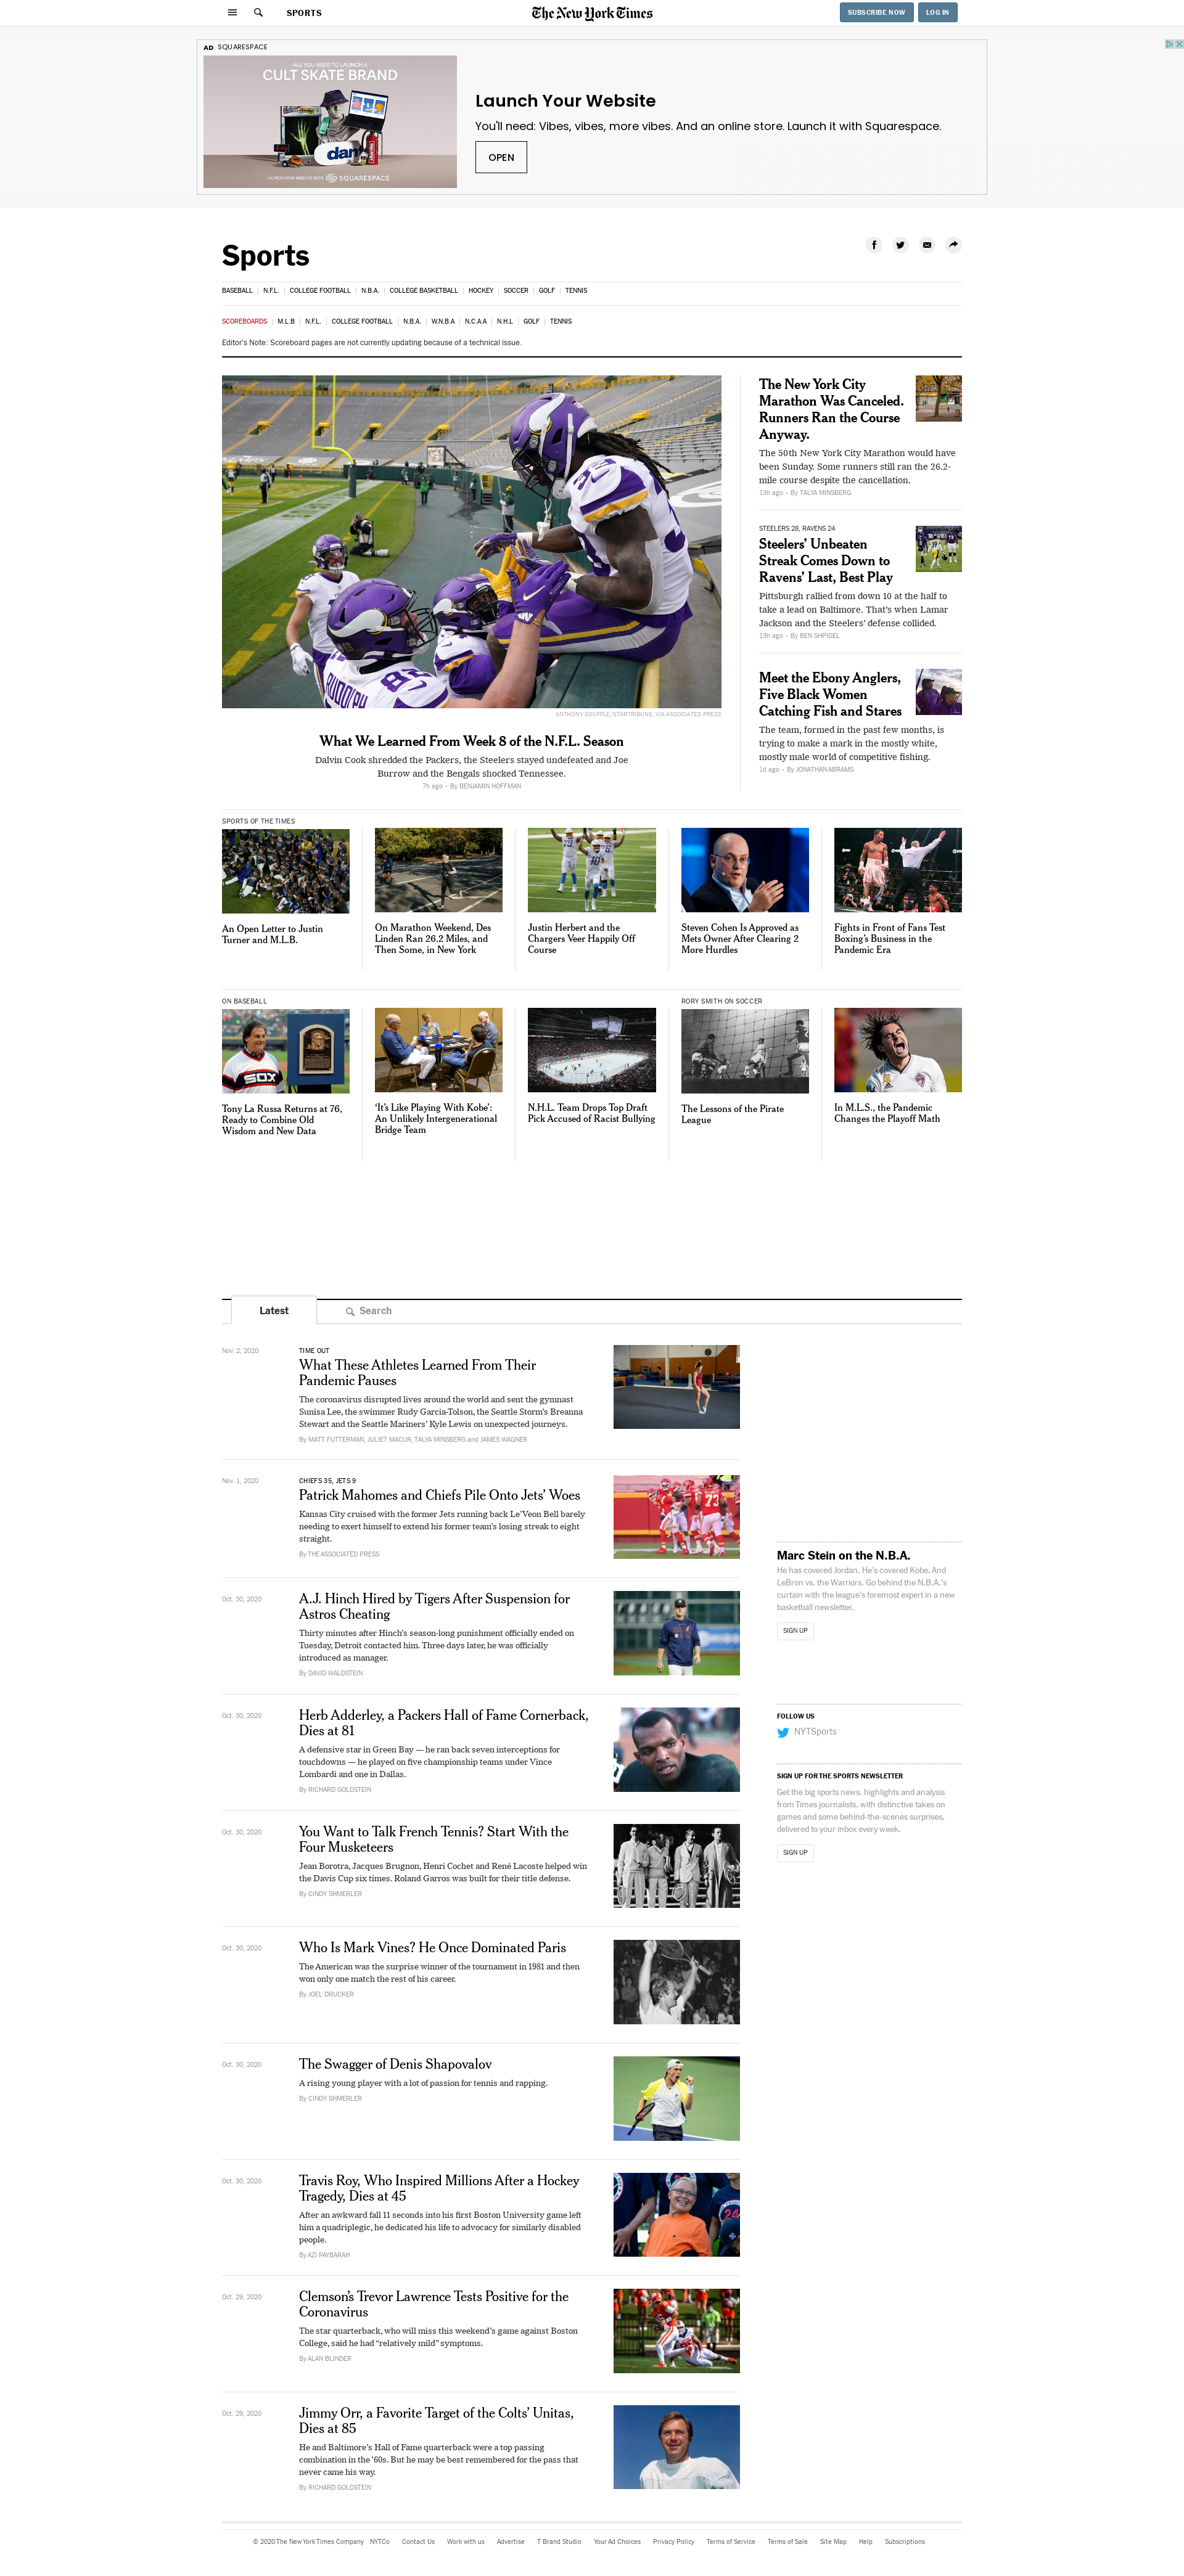 SPORTS
The New York Times
SUBSCRIBE NOW
LOG IN
AD SQUARESPACE
ALL YOU NEED TO LAUNCH A
CULT SKATE BRAND
dan
LAUNCH YOUR WEBSITE WITH SQUARESPACE
Launch Your Website
You'll need: Vibes, vibes, more vibes. And an online store. Launch it with Squarespace.
OPEN
Sports
BASEBALL | N.F.L. | COLLEGE FOOTBALL | N.B.A. | COLLEGE BASKETBALL | HOCKEY | SOCCER | GOLF | TENNIS
SCOREBOARDS | M.L.B | N.F.L. | COLLEGE FOOTBALL | N.B.A. | W.N.B.A | N.C.A.A | N.H.L | GOLF | TENNIS
Editor's Note: Scoreboard pages are not currently updating because of a technical issue.
RUDOLPH
ANTHONY SOUFFLE/STAR TRIBUNE, VIA ASSOCIATED PRESS
What We Learned From Week 8 of the N.F.L. Season
Dalvin Cook shredded the Packers, the Steelers stayed undefeated and Joe
Burrow and the Bengals shocked Tennessee.
7h ago - By BENJAMIN HOFFMAN
The New York City
Marathon Was Canceled.
Runners Ran the Course
Anyway.
The 50th New York City Marathon would have
been Sunday. Some runners still ran the 26.2-
mile course despite the cancellation.
13h ago - By TALYA MINSBERG
STEELERS 28, RAVENS 24
Steelers’ Unbeaten
Streak Comes Down to
Ravens’ Last, Best Play
Pittsburgh rallied from down 10 at the half to
take a lead on Baltimore. That’s when Lamar
Jackson and the Steelers’ defense collided.
13h ago - By BEN SHPIGEL
Meet the Ebony Anglers,
Five Black Women
Catching Fish and Stares
The team, formed in the past few months, is
trying to make a mark in the mostly white,
mostly male world of competitive fishing.
1d ago - By JONATHAN ABRAMS
SPORTS OF THE TIMES
An Open Letter to Justin
Turner and M.L.B.
On Marathon Weekend, Des
Linden Ran 26.2 Miles, and
Then Some, in New York
Justin Herbert and the
Chargers Veer Happily Off
Course
Steven Cohen Is Approved as
Mets Owner After Clearing 2
More Hurdles
Fights in Front of Fans Test
Boxing’s Business in the
Pandemic Era
ON BASEBALL
SOX
Tony La Russa Returns at 76,
Ready to Combine Old
Wisdom and New Data
‘It’s Like Playing With Kobe’:
An Unlikely Intergenerational
Bridge Team
N.H.L. Team Drops Top Draft
Pick Accused of Racist Bullying
RORY SMITH ON SOCCER
The Lessons of the Pirate
League
In M.L.S., the Pandemic
Changes the Playoff Math
Latest
Search
Nov. 2, 2020
TIME OUT
What These Athletes Learned From Their
Pandemic Pauses
The coronavirus disrupted lives around the world and sent the gymnast
Sunisa Lee, the swimmer Rudy Garcia-Tolson, the Seattle Storm’s Breanna
Stewart and the Seattle Mariners’ Kyle Lewis on unexpected journeys.
By MATT FUTTERMAN, JULIET MACUR, TALYA MINSBERG and JAMES WAGNER
Nov. 1, 2020
CHIEFS 35, JETS 9
Patrick Mahomes and Chiefs Pile Onto Jets’ Woes
Kansas City cruised with the former Jets running back Le’Veon Bell barely
needing to exert himself to extend his former team’s losing streak to eight
straight.
By THE ASSOCIATED PRESS
73
Oct. 30, 2020
A.J. Hinch Hired by Tigers After Suspension for
Astros Cheating
Thirty minutes after Hinch’s season-long punishment officially ended on
Tuesday, Detroit contacted him. Three days later, he was officially
introduced as manager.
By DAVID WALDSTEIN
Oct. 30, 2020
Herb Adderley, a Packers Hall of Fame Cornerback,
Dies at 81
A defensive star in Green Bay — he ran back seven interceptions for
touchdowns — he played on five championship teams under Vince
Lombardi and one in Dallas.
By RICHARD GOLDSTEIN
Oct. 30, 2020
You Want to Talk French Tennis? Start With the
Four Musketeers
Jean Borotra, Jacques Brugnon, Henri Cochet and René Lacoste helped win
the Davis Cup six times. Roland Garros was built for their title defense.
By CINDY SHMERLER
Oct. 30, 2020
Who Is Mark Vines? He Once Dominated Paris
The American was the surprise winner of the tournament in 1981 and then
won only one match the rest of his career.
By JOEL DRUCKER
Oct. 30, 2020
The Swagger of Denis Shapovalov
A rising young player with a lot of passion for tennis and rapping.
By CINDY SHMERLER
Oct. 30, 2020
Travis Roy, Who Inspired Millions After a Hockey
Tragedy, Dies at 45
After an awkward fall 11 seconds into his first Boston University game left
him a quadriplegic, he dedicated his life to advocacy for similarly disabled
people.
By AZI PAYBARAH
24
Oct. 29, 2020
Clemson’s Trevor Lawrence Tests Positive for the
Coronavirus
The star quarterback, who will miss this weekend’s game against Boston
College, said he had “relatively mild” symptoms.
By ALAN BLINDER
Oct. 29, 2020
Jimmy Orr, a Favorite Target of the Colts’ Unitas,
Dies at 85
He and Baltimore’s Hall of Fame quarterback were a top passing
combination in the ’60s. But he may be best remembered for the pass that
never came his way.
By RICHARD GOLDSTEIN
Marc Stein on the N.B.A.
He has covered Jordan. He's covered Kobe. And
LeBron vs. the Warriors. Go behind the N.B.A.'s
curtain with the league's foremost expert in a new
basketball newsletter.
SIGN UP
FOLLOW US
NYTSports
SIGN UP FOR THE SPORTS NEWSLETTER
Get the big sports news, highlights and analysis
from Times journalists, with distinctive takes on
games and some behind-the-scenes surprises,
delivered to your inbox every week.
SIGN UP
© 2020 The New York Times Company NYTCo Contact Us Work with us Advertise T Brand Studio Your Ad Choices Privacy Policy Terms of Service Terms of Sale Site Map Help Subscriptions